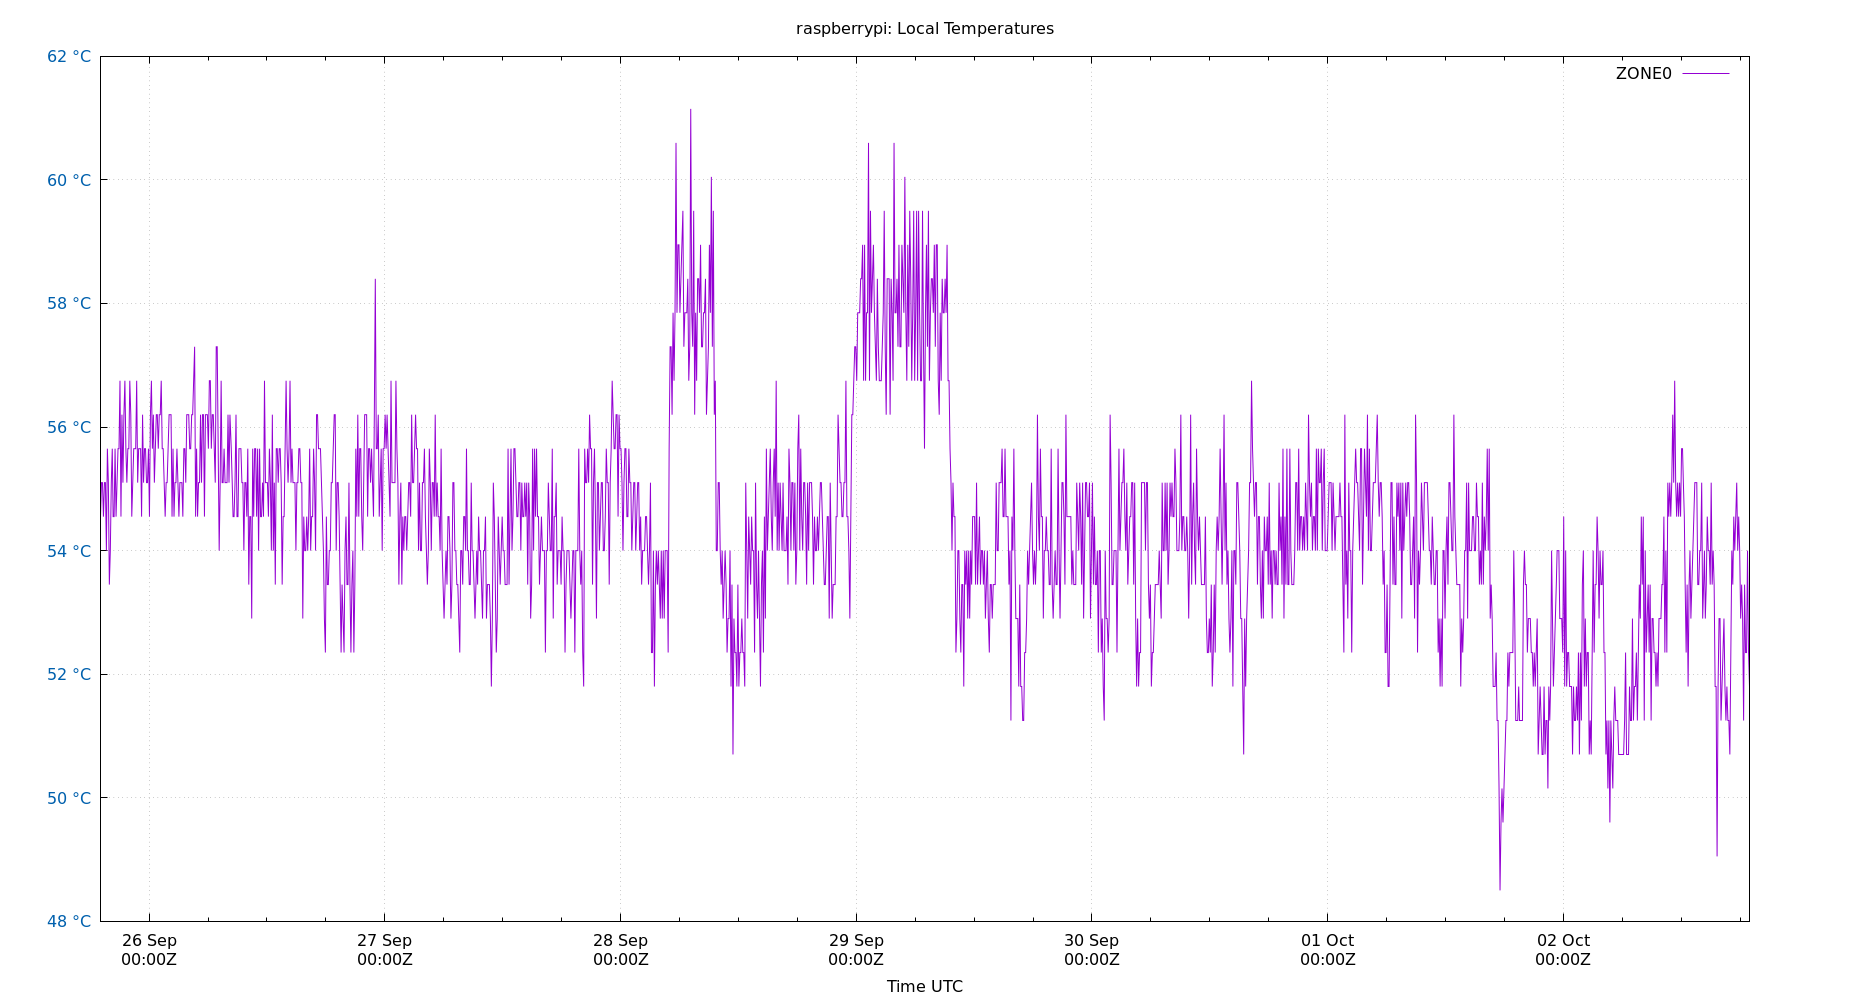 raspberrypi: Local Temperatures
62 °C
ZONE0
60 °C
58 °C
56 °C
54 °C
52 °C
50 °C
48 °C
26 Sep 27 Sep 28 Sep 29 Sep 30 Sep 01 Oct 02 Oct
00:00Z 00:00Z 00:00Z 00:00Z 00:00Z 00:00Z 00:00Z
Time UTC